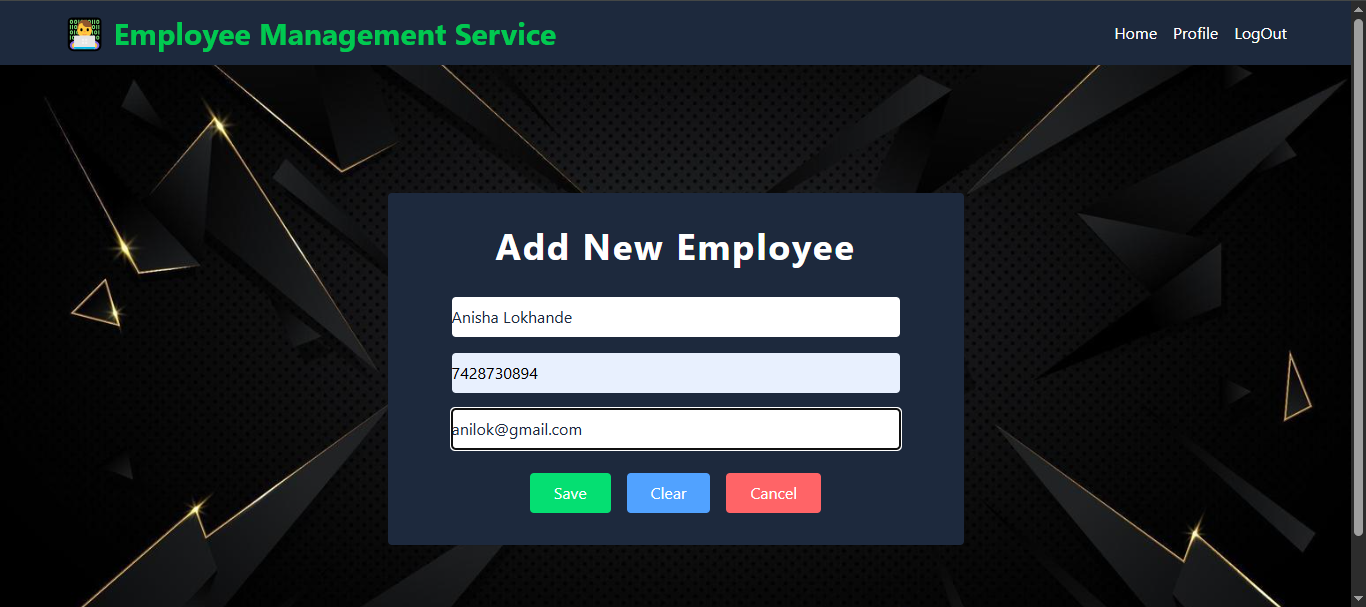 Employee Management Service
Home Profile LogOut
Add New Employee
Anisha Lokhande
7428730894
anilok@gmail.com
Save Clear Cancel